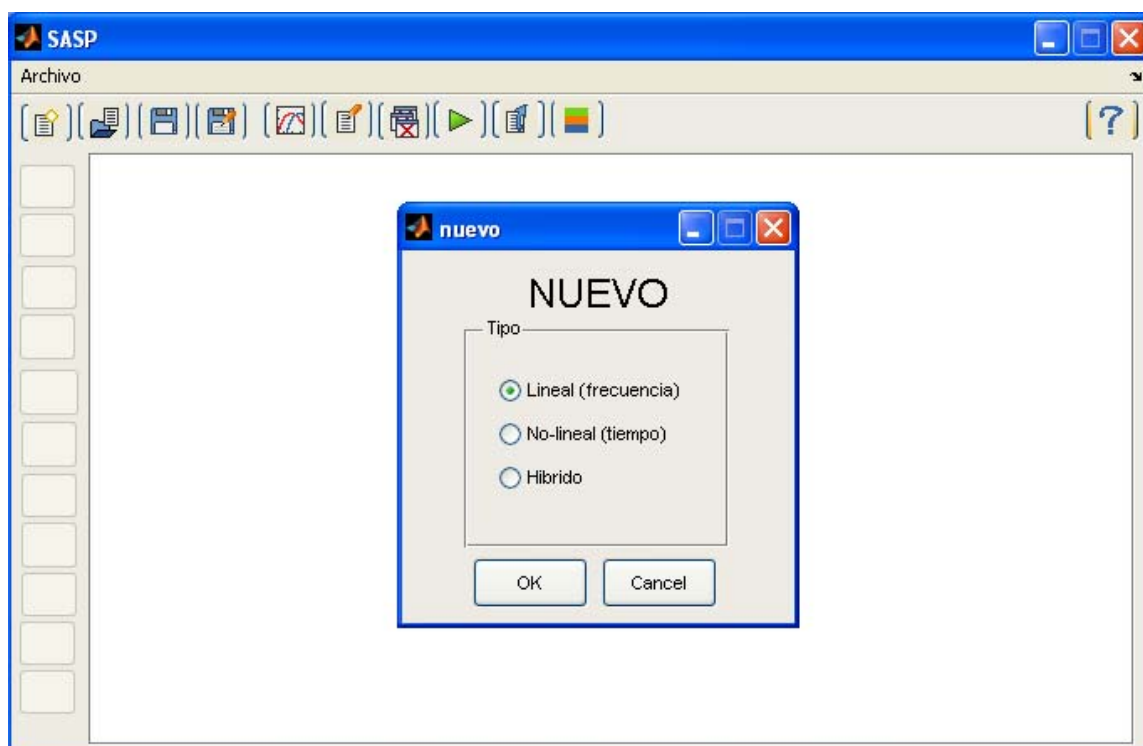 SASP
Archivo
?
nuevo
NUEVO
Tipo
Lineal (frecuencia)
No-lineal (tiempo)
Hibrido
OK Cancel